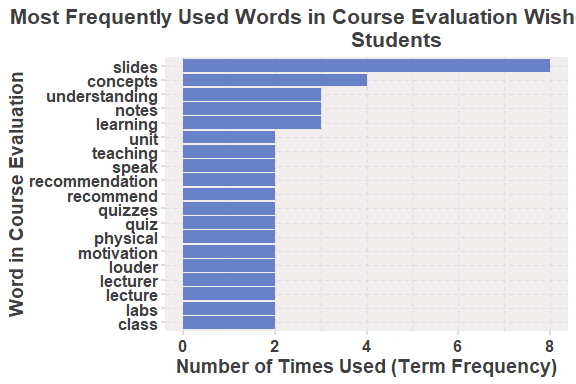 Most Frequently Used Words in Course Evaluation Wish
Students
Word in Course Evaluation
slides
concepts
understanding
notes
learning
unit
teaching
speak
recommendation
recommend
quizzes
quiz
physical
motivation
louder
lecturer
lecture
labs
class
0 2 4 6 8
Number of Times Used (Term Frequency)